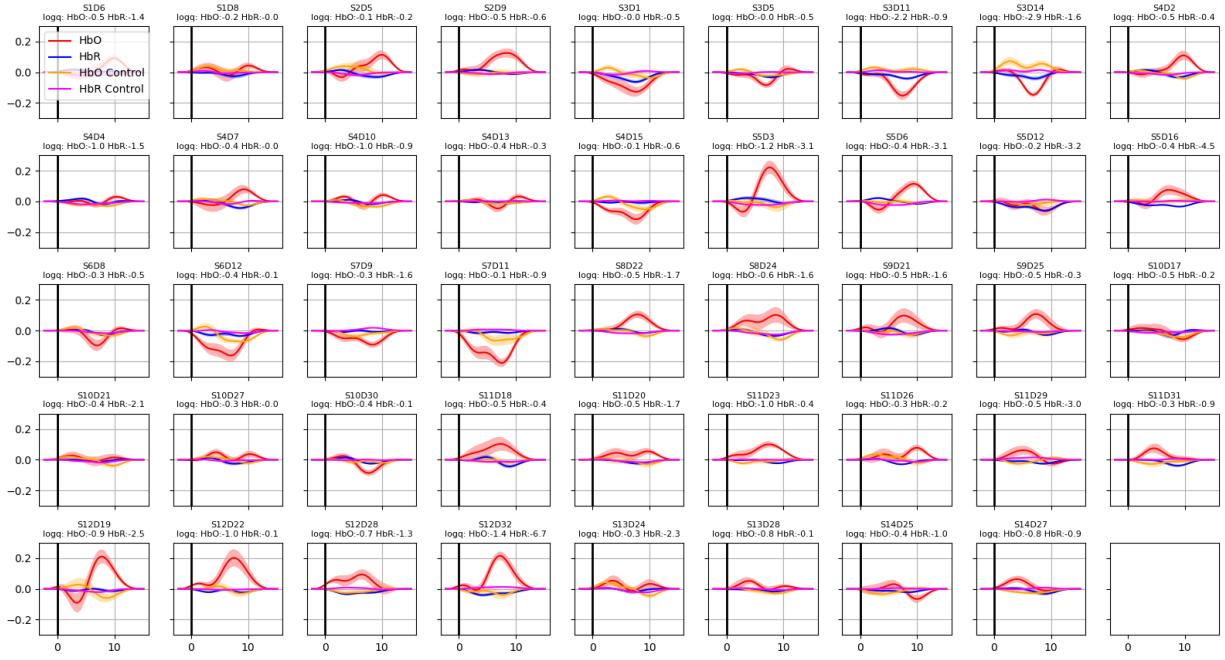 S1D6
logq: HbO:-0.5 HbR:-1.4
S1D8
logq: HbO:-0.2 HbR:-0.0
S2D5
logq: HbO:-0.1 HbR:-0.2
S2D9
logq: HbO:-0.5 HbR:-0.6
S3D1
logq: HbO:-0.0 HbR:-0.5
S3D5
logq: HbO:-0.0 HbR:-0.5
S3D11
logq: HbO:-2.2 HbR:-0.9
S3D14
logq: HbO:-2.9 HbR:-1.6
S4D2
logq: HbO:-0.5 HbR:-0.4
HbO
HbR
HbO Control
HbR Control
0.2
0.0
−0.2
S4D4
logq: HbO:-1.0 HbR:-1.5
S4D7
logq: HbO:-0.4 HbR:-0.0
S4D10
logq: HbO:-1.0 HbR:-0.9
S4D13
logq: HbO:-0.4 HbR:-0.3
S4D15
logq: HbO:-0.1 HbR:-0.6
S5D3
logq: HbO:-1.2 HbR:-3.1
S5D6
logq: HbO:-0.4 HbR:-3.1
S5D12
logq: HbO:-0.2 HbR:-3.2
S5D16
logq: HbO:-0.4 HbR:-4.5
0.2
0.0
−0.2
S6D8
logq: HbO:-0.3 HbR:-0.5
S6D12
logq: HbO:-0.4 HbR:-0.1
S7D9
logq: HbO:-0.3 HbR:-1.6
S7D11
logq: HbO:-0.1 HbR:-0.9
S8D22
logq: HbO:-0.5 HbR:-1.7
S8D24
logq: HbO:-0.6 HbR:-1.6
S9D21
logq: HbO:-0.5 HbR:-1.6
S9D25
logq: HbO:-0.5 HbR:-0.3
S10D17
logq: HbO:-0.5 HbR:-0.2
0.2
0.0
−0.2
S10D21
logq: HbO:-0.4 HbR:-2.1
S10D27
logq: HbO:-0.3 HbR:-0.0
S10D30
logq: HbO:-0.4 HbR:-0.1
S11D18
logq: HbO:-0.5 HbR:-0.4
S11D20
logq: HbO:-0.5 HbR:-1.7
S11D23
logq: HbO:-1.0 HbR:-0.4
S11D26
logq: HbO:-0.3 HbR:-0.2
S11D29
logq: HbO:-0.5 HbR:-3.0
S11D31
logq: HbO:-0.3 HbR:-0.9
0.2
0.0
−0.2
S12D19
logq: HbO:-0.9 HbR:-2.5
S12D22
logq: HbO:-1.0 HbR:-0.1
S12D28
logq: HbO:-0.7 HbR:-1.3
S12D32
logq: HbO:-1.4 HbR:-6.7
S13D24
logq: HbO:-0.3 HbR:-2.3
S13D28
logq: HbO:-0.8 HbR:-0.1
S14D25
logq: HbO:-0.4 HbR:-1.0
S14D27
logq: HbO:-0.8 HbR:-0.9
0.2
0.0
−0.2
0 10 0 10 0 10 0 10 0 10 0 10 0 10 0 10 0 10